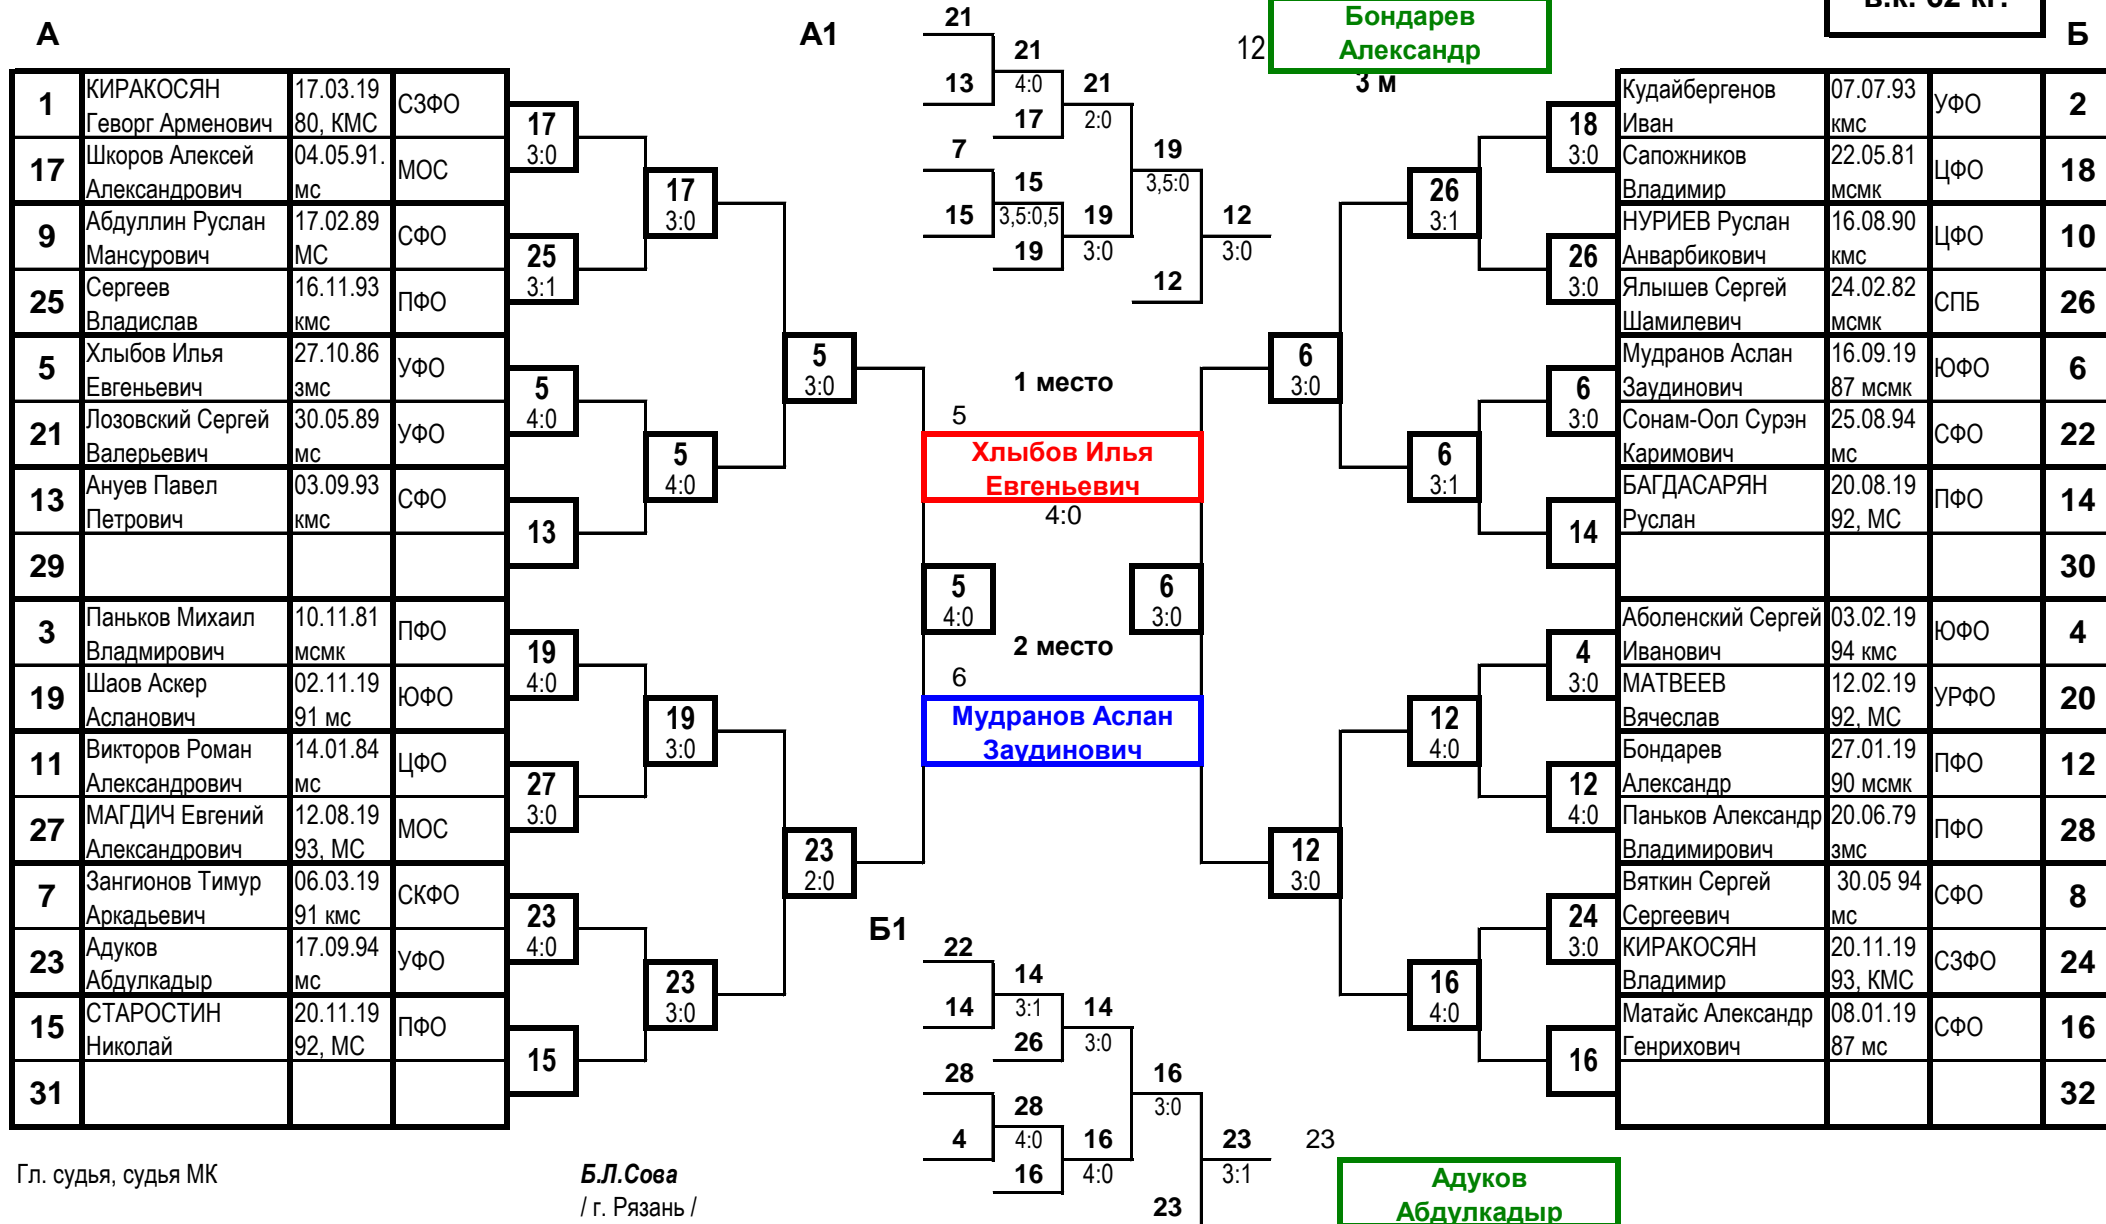 А
А1
21
21
4:0
13
21
2:0
17
7
15
3,5:0,5
15
19
3:0
19
19
3,5:0
12
3:0
12
12
Бондарев
Александр
3 м
Б
1
КИРАКОСЯН
Геворг Арменович
17.03.19
80, КМС
СЗФО
17
Шкоров Алексей
Александрович
04.05.91.
мс
МОС
9
Абдуллин Руслан
Мансурович
17.02.89
МС
СФО
25
Сергеев
Владислав
16.11.93
кмс
ПФО
5
Хлыбов Илья
Евгеньевич
27.10.86
змс
УФО
21
Лозовский Сергей
Валерьевич
30.05.89
мс
УФО
13
Ануев Павел
Петрович
03.09.93
кмс
СФО
29
3
Паньков Михаил
Владмирович
10.11.81
мсмк
ПФО
19
Шаов Аскер
Асланович
02.11.19
91 мс
ЮФО
11
Викторов Роман
Александрович
14.01.84
мс
ЦФО
27
МАГДИЧ Евгений
Александрович
12.08.19
93, МС
МОС
7
Зангионов Тимур
Аркадьевич
06.03.19
91 кмс
СКФО
23
Адуков
Абдулкадыр
17.09.94
мс
УФО
15
СТАРОСТИН
Николай
20.11.19
92, МС
ПФО
31
17
3:0
25
3:1
5
4:0
13
19
4:0
27
3:0
23
4:0
15
17
3:0
5
4:0
19
3:0
23
3:0
5
3:0
23
2:0
1 место
5
Хлыбов Илья
Евгеньевич
4:0
5
4:0
6
3:0
2 место
6
Мудранов Аслан
Заудинович
6
3:0
12
3:0
26
3:1
6
3:1
12
4:0
16
4:0
18
3:0
26
3:0
6
3:0
14
4
3:0
12
4:0
24
3:0
16
Кудайбергенов
Иван
07.07.93
кмс
УФО
2
Сапожников
Владимир
22.05.81
мсмк
ЦФО
18
НУРИЕВ Руслан
Анварбикович
16.08.90
кмс
ЦФО
10
Ялышев Сергей
Шамилевич
24.02.82
мсмк
СПБ
26
Мудранов Аслан
Заудинович
16.09.19
87 мсмк
ЮФО
6
Сонам-Оол Сурэн
Каримович
25.08.94
мс
СФО
22
БАГДАСАРЯН
Руслан
20.08.19
92, МС
ПФО
14
30
Аболенский Сергей
Иванович
03.02.19
94 кмс
ЮФО
4
МАТВЕЕВ
Вячеслав
12.02.19
92, МС
УРФО
20
Бондарев
Александр
27.01.19
90 мсмк
ПФО
12
Паньков Александр
Владимирович
20.06.79
змс
ПФО
28
Вяткин Сергей
Сергеевич
30.05 94
мс
СФО
8
КИРАКОСЯН
Владимир
20.11.19
93, КМС
СЗФО
24
Матайс Александр
Генрихович
08.01.19
87 мс
СФО
16
32
Б1
22
14
3:1
14
14
3:0
26
28
28
4:0
4
16
4:0
16
16
3:0
23
3:1
23
23
Адуков
Абдулкадыр
Гл. судья, судья МК
Б.Л.Сова
/ г. Рязань /